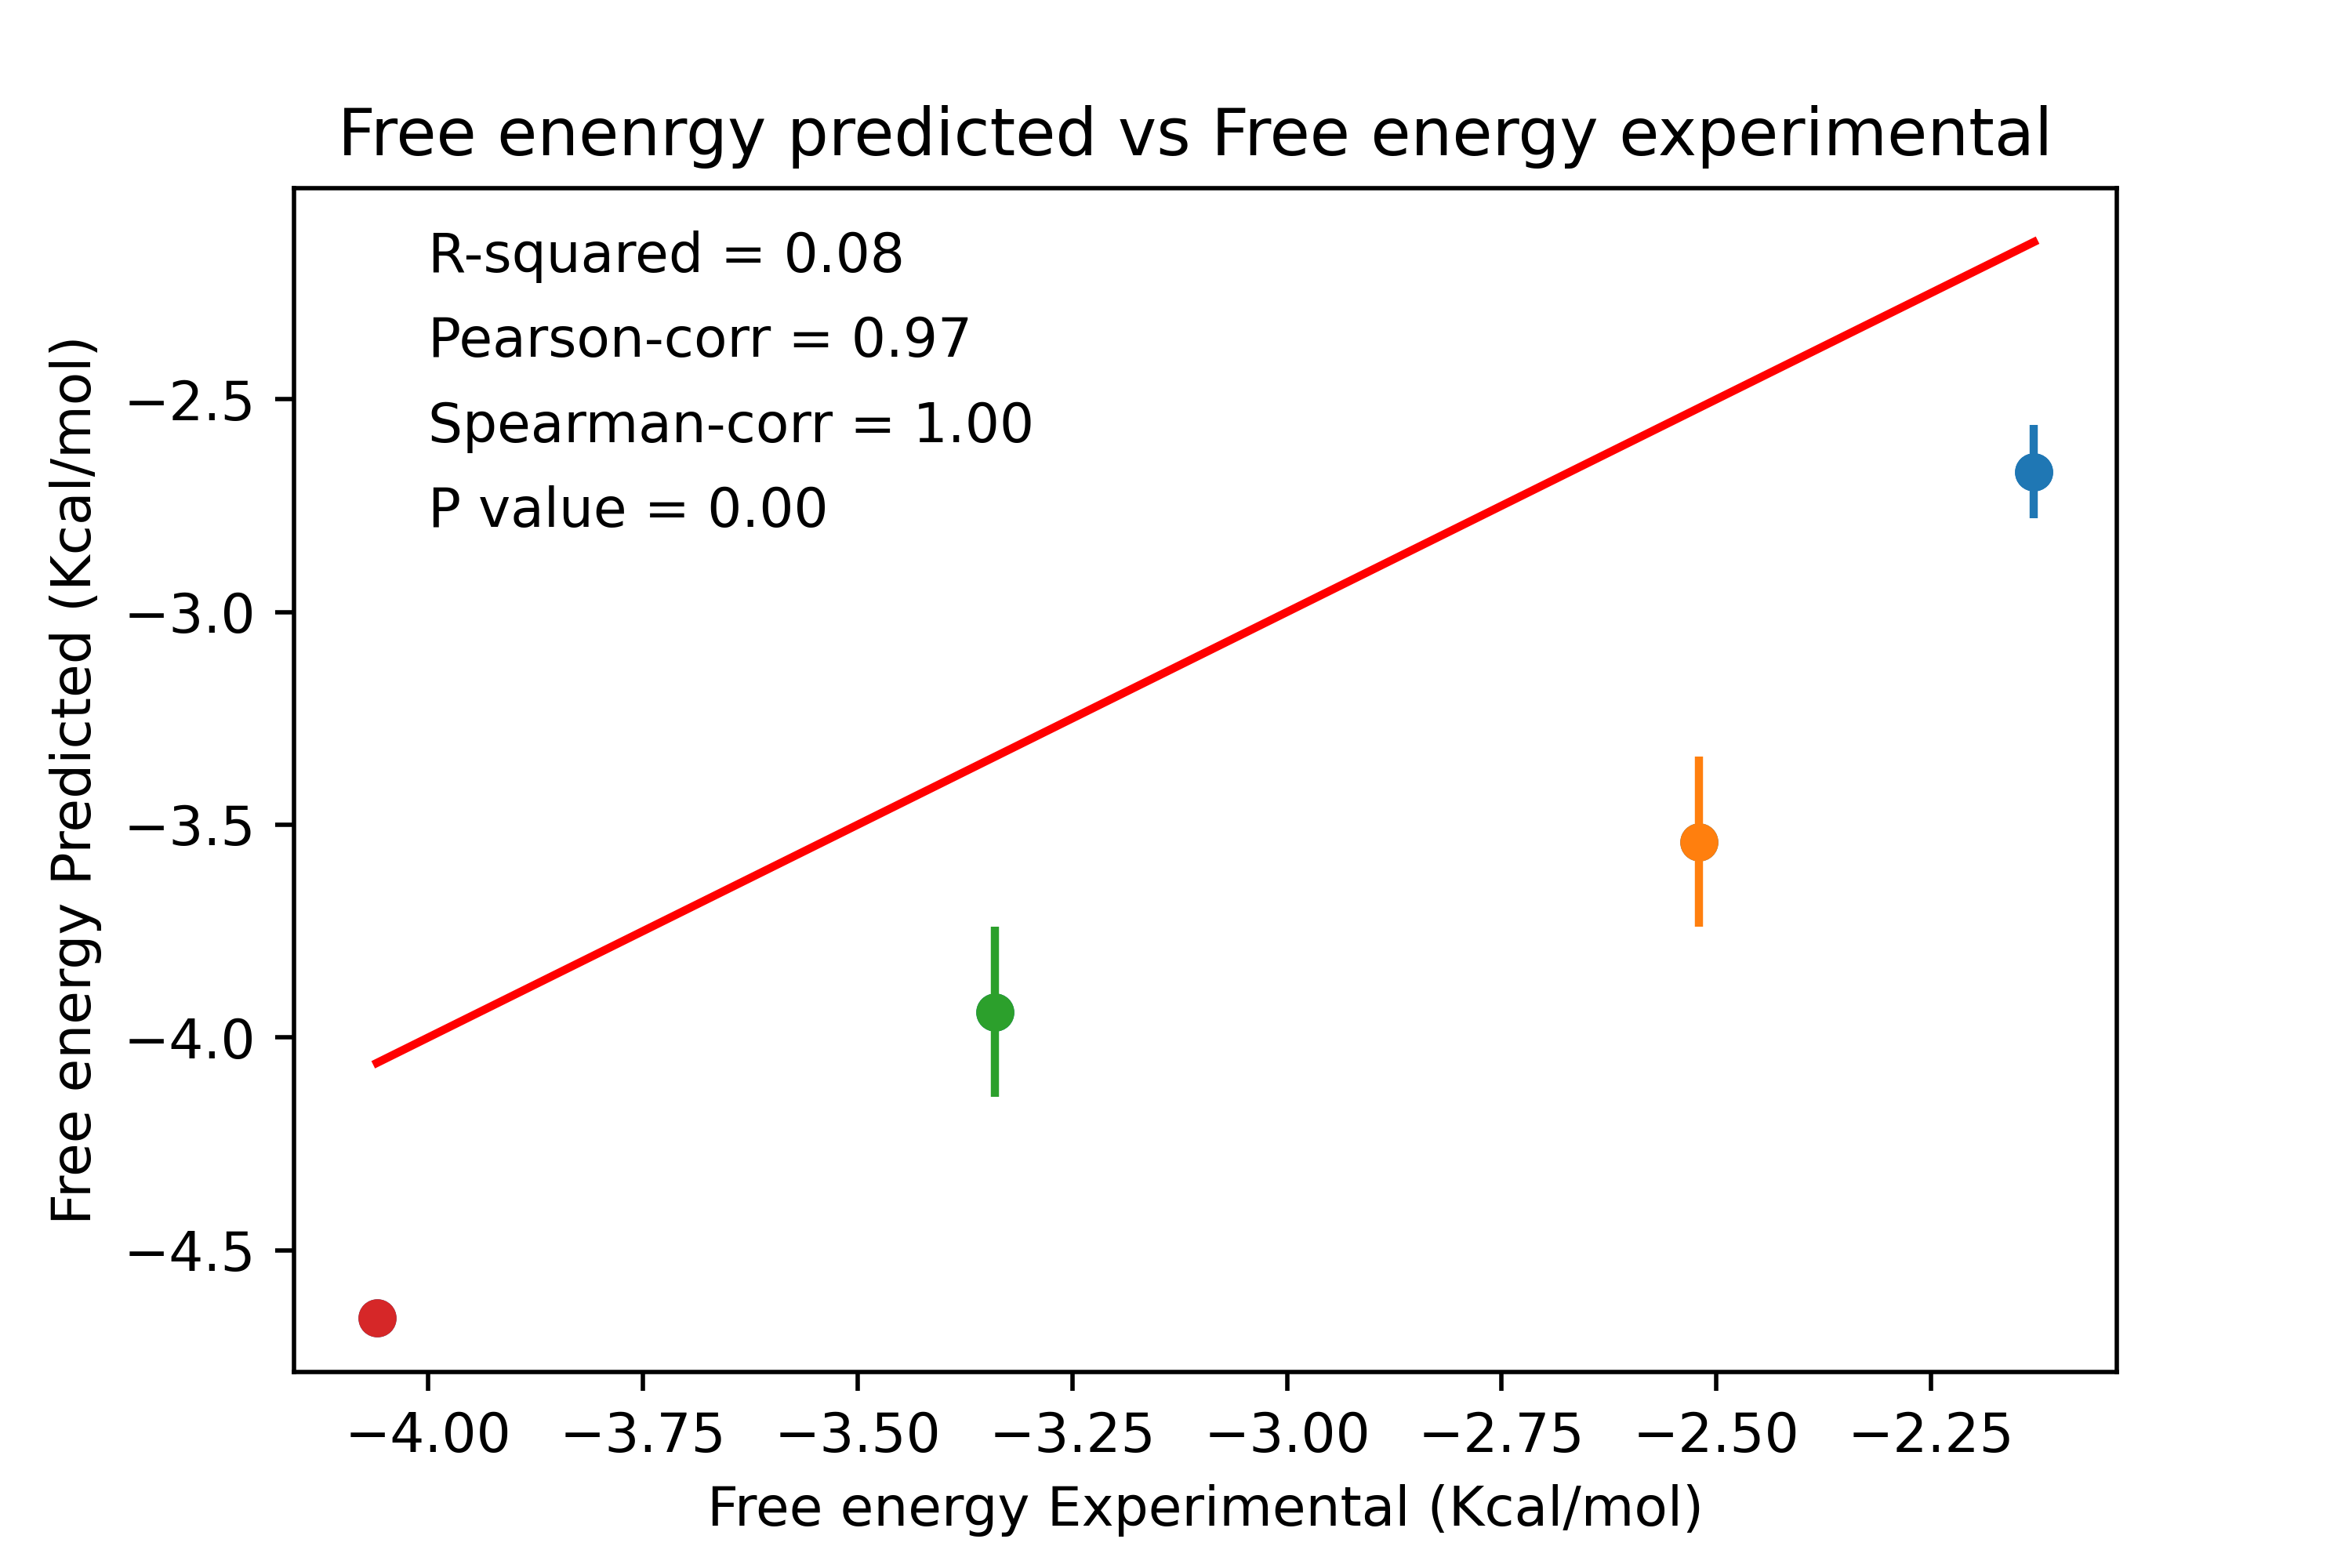 Free enenrgy predicted vs Free energy experimental
R-squared = 0.08
Pearson-corr = 0.97
Spearman-corr = 1.00
P value = 0.00
Free energy Predicted (Kcal/mol)
−2.5
−3.0
−3.5
−4.0
−4.5
−4.00 −3.75 −3.50 −3.25 −3.00 −2.75 −2.50 −2.25
Free energy Experimental (Kcal/mol)